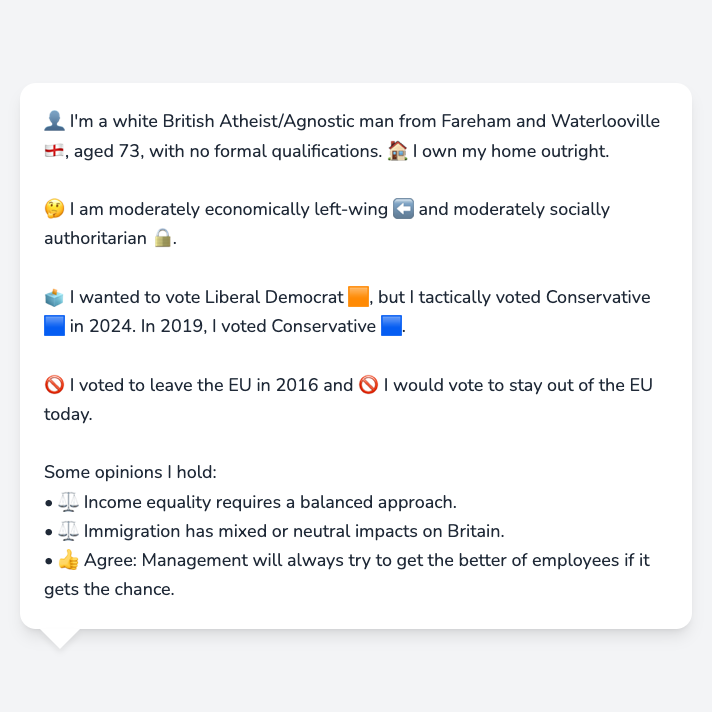 👤 I'm a white British Atheist/Agnostic man from Fareham and Waterlooville
🏴󠁧󠁢󠁥󠁮󠁧󠁿, aged 73, with no formal qualifications. 🏠 I own my home outright.
🤔 I am moderately economically left-wing ⬅️ and moderately socially
authoritarian 🔒.
🗳️ I wanted to vote Liberal Democrat 🟧, but I tactically voted Conservative
🟦 in 2024. In 2019, I voted Conservative 🟦.
🚫 I voted to leave the EU in 2016 and 🚫 I would vote to stay out of the EU
today.
Some opinions I hold:
• ⚖️ Income equality requires a balanced approach.
• ⚖️ Immigration has mixed or neutral impacts on Britain.
• 👍 Agree: Management will always try to get the better of employees if it
gets the chance.